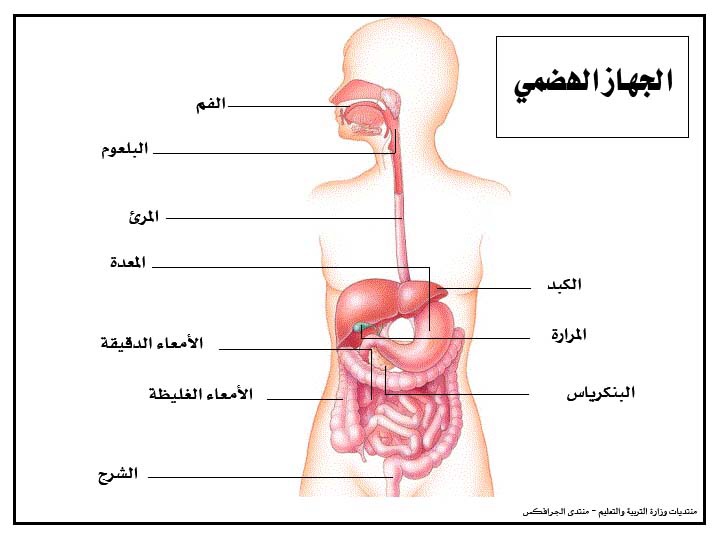 الجهاز الهضمي
الفم
البلعوم
المرئ
المعدة
الكبد
المرارة
الأمعاء الدقيقة
البنكرياس
الأمعاء الغليظة
الشرج
منتديات وزارة التربية والتعليم - منتدى الجرافكس